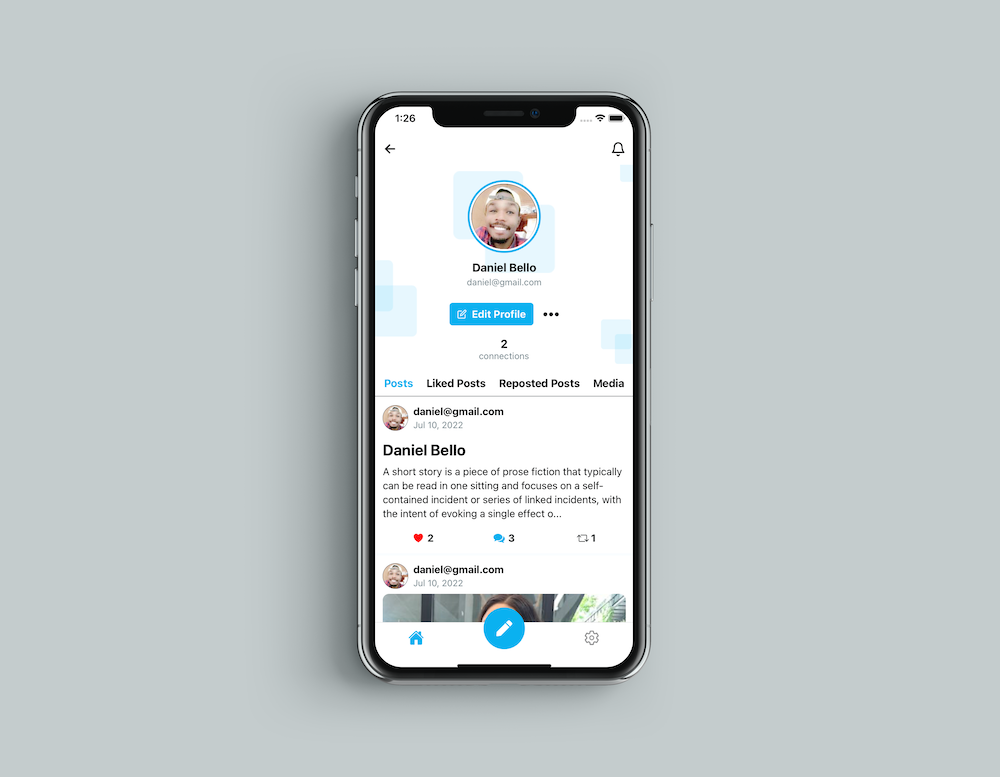 1:26
Daniel Bello
daniel@gmail.com
Edit Profile
2
connections
Posts Liked Posts Reposted Posts Media
daniel@gmail.com
Jul 10, 2022
Daniel Bello
A short story is a piece of prose fiction that typically
can be read in one sitting and focuses on a self-
contained incident or series of linked incidents, with
the intent of evoking a single effect o...
2 3 1
daniel@gmail.com
Jul 10, 2022